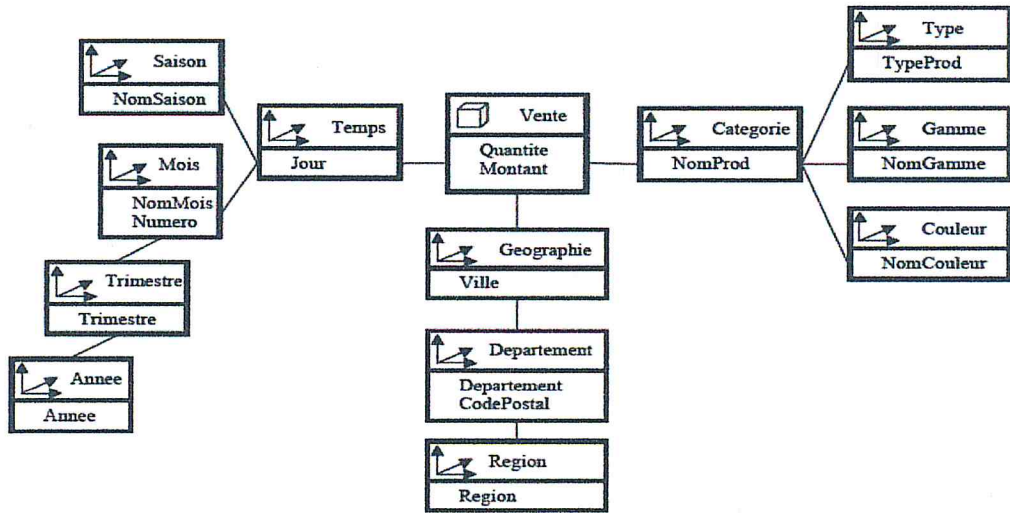 Saison
NomSaison
Mois
NomMois
Numero
Trimestre
Trimestre
Annee
Annee
Temps
Jour
Vente
Quantite
Montant
Geographie
Ville
Departement
Departement
CodePostal
Region
Region
Categorie
NomProd
Type
TypeProd
Gamme
NomGamme
Couleur
NomCouleur